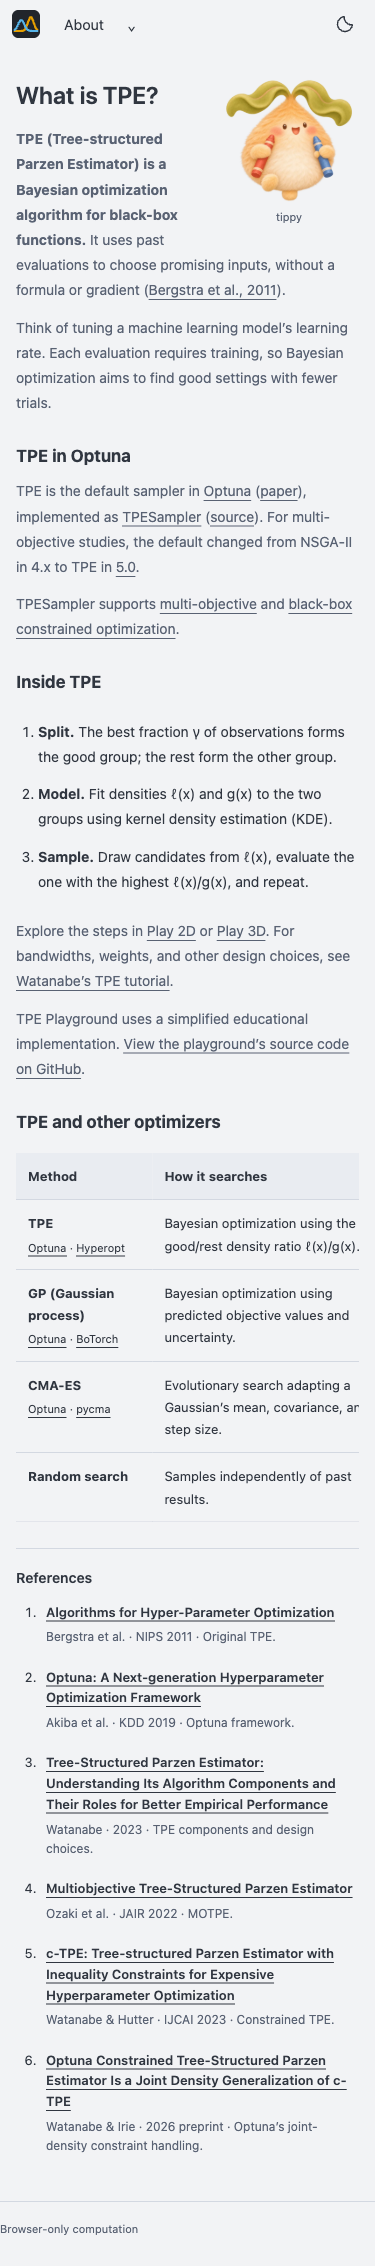 About
What is TPE?
tippy
TPE (Tree-structured
Parzen Estimator) is a
Bayesian optimization
algorithm for black-box
functions. It uses past
evaluations to choose promising inputs, without a
formula or gradient (Bergstra et al., 2011).
Think of tuning a machine learning model’s learning
rate. Each evaluation requires training, so Bayesian
optimization aims to find good settings with fewer
trials.
TPE in Optuna
TPE is the default sampler in Optuna (paper),
implemented as TPESampler (source). For multi-
objective studies, the default changed from NSGA-II
in 4.x to TPE in 5.0.
TPESampler supports multi-objective and black-box
constrained optimization.
Inside TPE
1. Split. The best fraction γ of observations forms
the good group; the rest form the other group.
2. Model. Fit densities ℓ(x) and g(x) to the two
groups using kernel density estimation (KDE).
3. Sample. Draw candidates from ℓ(x), evaluate the
one with the highest ℓ(x)/g(x), and repeat.
Explore the steps in Play 2D or Play 3D. For
bandwidths, weights, and other design choices, see
Watanabe’s TPE tutorial.
TPE Playground uses a simplified educational
implementation. View the playground’s source code
on GitHub.
TPE and other optimizers
Method How it searches
TPE
Optuna · Hyperopt
Bayesian optimization using the
good/rest density ratio ℓ(x)/g(x).
GP (Gaussian
process)
Optuna · BoTorch
Bayesian optimization using
predicted objective values and
uncertainty.
CMA-ES
Optuna · pycma
Evolutionary search adapting a
Gaussian’s mean, covariance, an
step size.
Random search
Samples independently of past
results.
References
1. Algorithms for Hyper-Parameter Optimization
Bergstra et al. · NIPS 2011 · Original TPE.
2. Optuna: A Next-generation Hyperparameter
Optimization Framework
Akiba et al. · KDD 2019 · Optuna framework.
3. Tree-Structured Parzen Estimator:
Understanding Its Algorithm Components and
Their Roles for Better Empirical Performance
Watanabe · 2023 · TPE components and design
choices.
4. Multiobjective Tree-Structured Parzen Estimator
Ozaki et al. · JAIR 2022 · MOTPE.
5. c-TPE: Tree-structured Parzen Estimator with
Inequality Constraints for Expensive
Hyperparameter Optimization
Watanabe & Hutter · IJCAI 2023 · Constrained TPE.
6. Optuna Constrained Tree-Structured Parzen
Estimator Is a Joint Density Generalization of c-
TPE
Watanabe & Irie · 2026 preprint · Optuna’s joint-
density constraint handling.
Browser-only computation